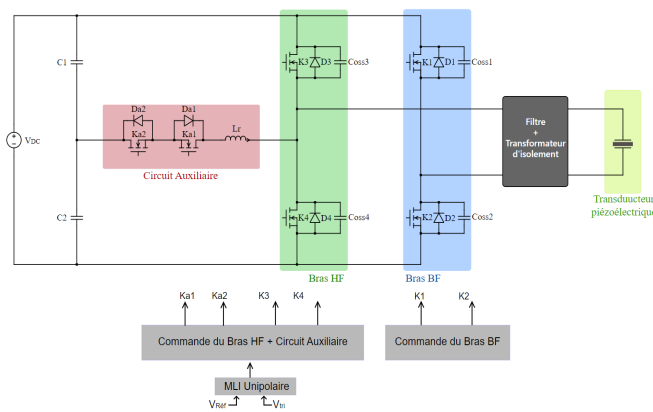 C1
K3 D3 Coss3
K1 D1 Coss1
Da2 Da1
Ka2 Ka1
Lr
VDC
Circuit Auxiliaire
Filtre
+
Transformateur
d'isolement
Transduucteur
pièzoélectrique
C2
K4 D4 Coss4
K2 D2 Coss2
Bras HF
Bras BF
Ka1 Ka2 K3 K4
K1 K2
Commande du Bras HF + Circuit Auxiliaire
Commande du Bras BF
MLI Unipolaire
VRéf Vtri